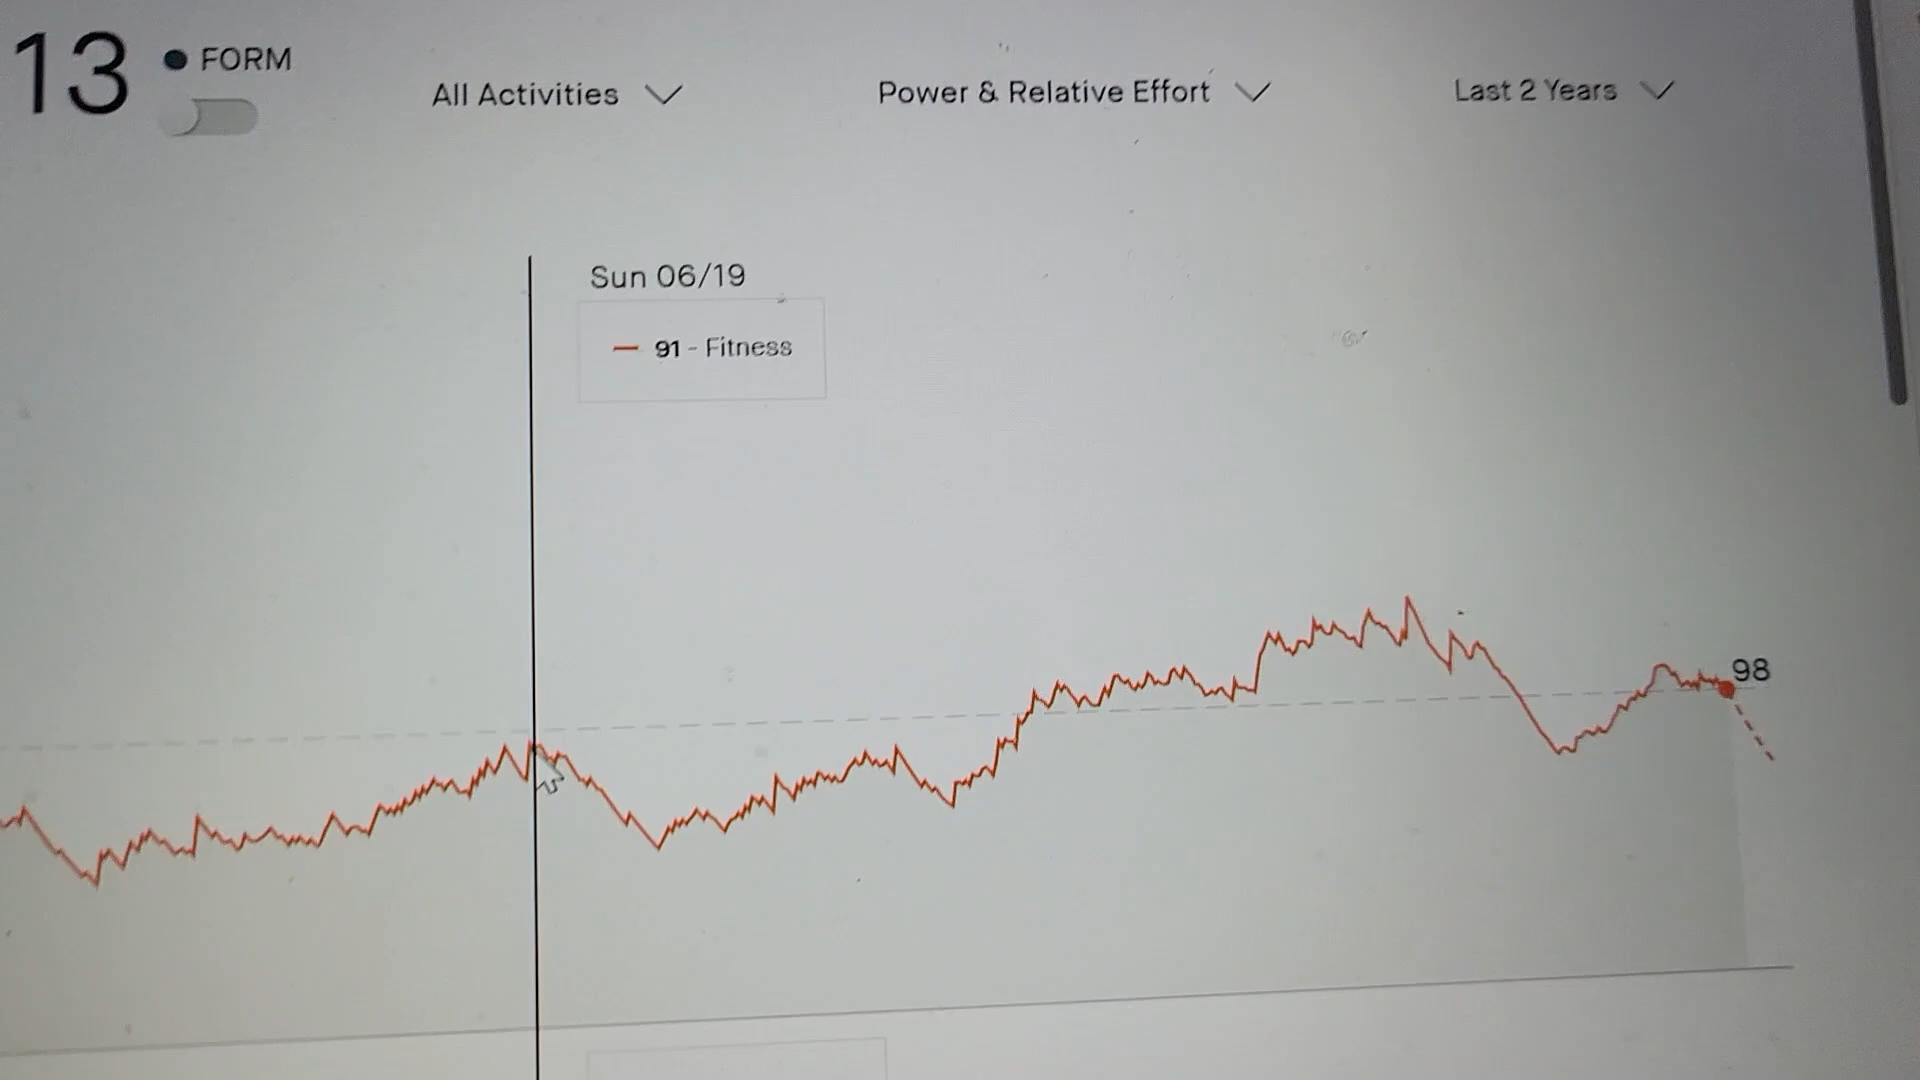 13 FORM
All Activities
Power & Relative Effort
Last 2 Years
Sun 06/19
91 - Fitness
98